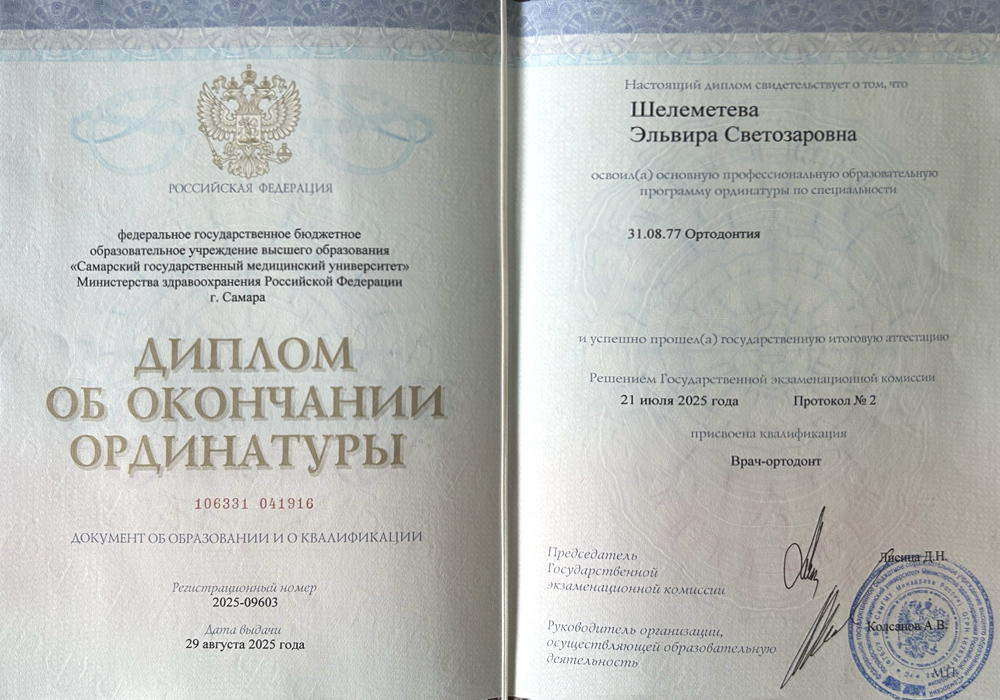 РОССИЙСКАЯ ФЕДЕРАЦИЯ
федеральное государственное бюджетное
образовательное учреждение высшего образования
«Самарский государственный медицинский университет»
Министерства здравоохранения Российской Федерации
г. Самара
ДИПЛОМ
ОБ ОКОНЧАНИИ
ОРДИНАТУРЫ
106331 041916
ДОКУМЕНТ ОБ ОБРАЗОВАНИИ И О КВАЛИФИКАЦИИ
Регистрационный номер
2025-09603
Дата выдачи
29 августа 2025 года
Настоящий диплом свидетельствует о том, что
Шелеметева
Эльвира Светозаровна
освоил(а) основную профессиональную образовательную
программу ординатуры по специальности
31.08.77 Ортодонтия
и успешно прошел(а) государственную итоговую аттестацию
Решением Государственной экзаменационной комиссии
21 июля 2025 года Протокол № 2
присвоена квалификация
Врач-ортодонт
Председатель
Государственной
экзаменационной комиссии
Лисица Д.Н.
Руководитель организации,
осуществляющей образовательную
деятельность
Колсанов А.В.
М.П.